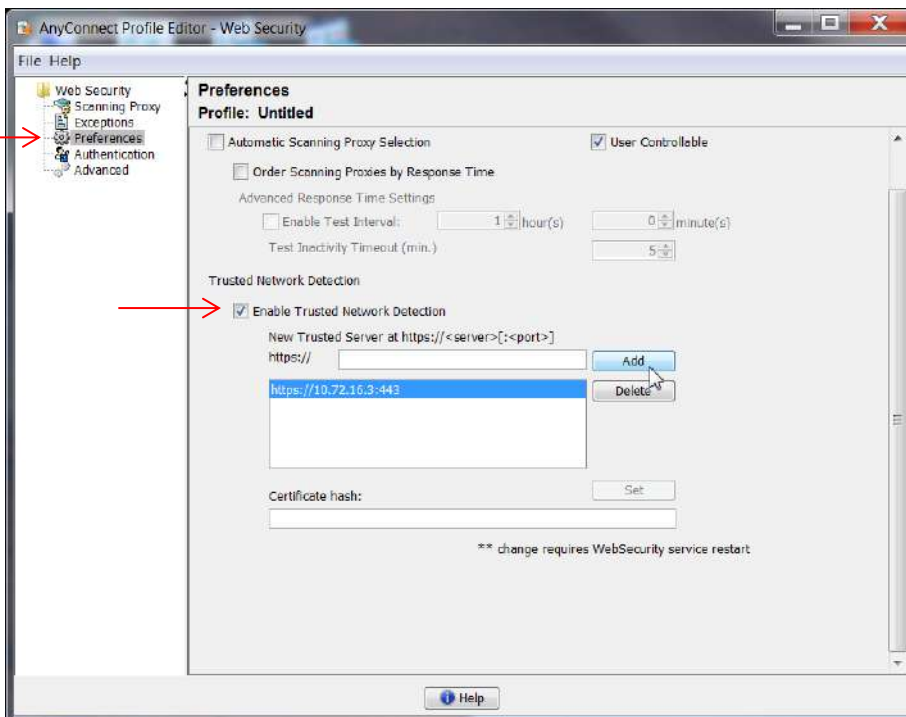 AnyConnect Profile Editor - Web Security
File Help
Web Security
Scanning Proxy
Exceptions
Preferences
Authentication
Advanced
Preferences
Profile: Untitled
Automatic Scanning Proxy Selection
User Controllable
Order Scanning Proxies by Response Time
Advanced Response Time Settings
Enable Test Interval: 1 hour(s) 0 minute(s)
Test Inactivity Timeout (min.) 5
Trusted Network Detection
Enable Trusted Network Detection
New Trusted Server at https://<server>[:<port>]
https:// Add
https://10.72.16.3:443 Delete
Certificate hash: Set
** change requires WebSecurity service restart
Help